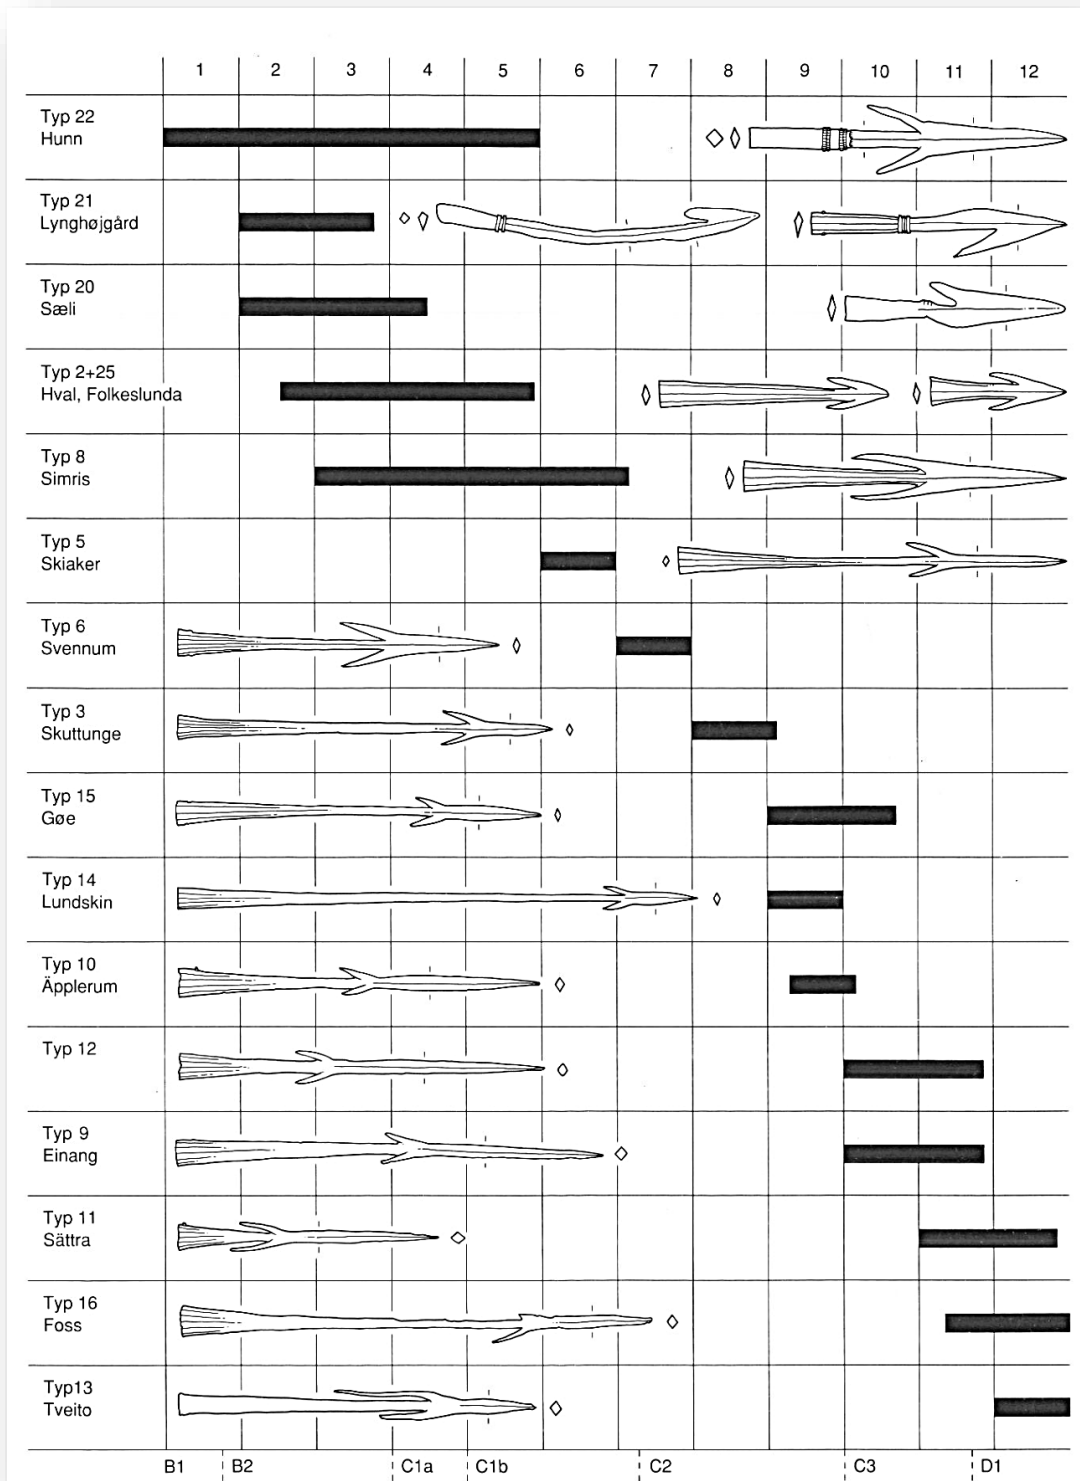 1 2 3 4 5 6 7 8 9 10 11 12
Typ 22
Hunn
Typ 21
Lynghøjgård
Typ 20
Sæli
Typ 2+25
Hval, Folkeslunda
Typ 8
Simris
Typ 5
Skiaker
Typ 6
Svennum
Typ 3
Skuttunge
Typ 15
Gøe
Typ 14
Lundskin
Typ 10
Äpplerum
Typ 12
Typ 9
Einang
Typ 11
Sättra
Typ 16
Foss
Typ13
Tveito
B1 B2 C1a C1b C2 C3 D1